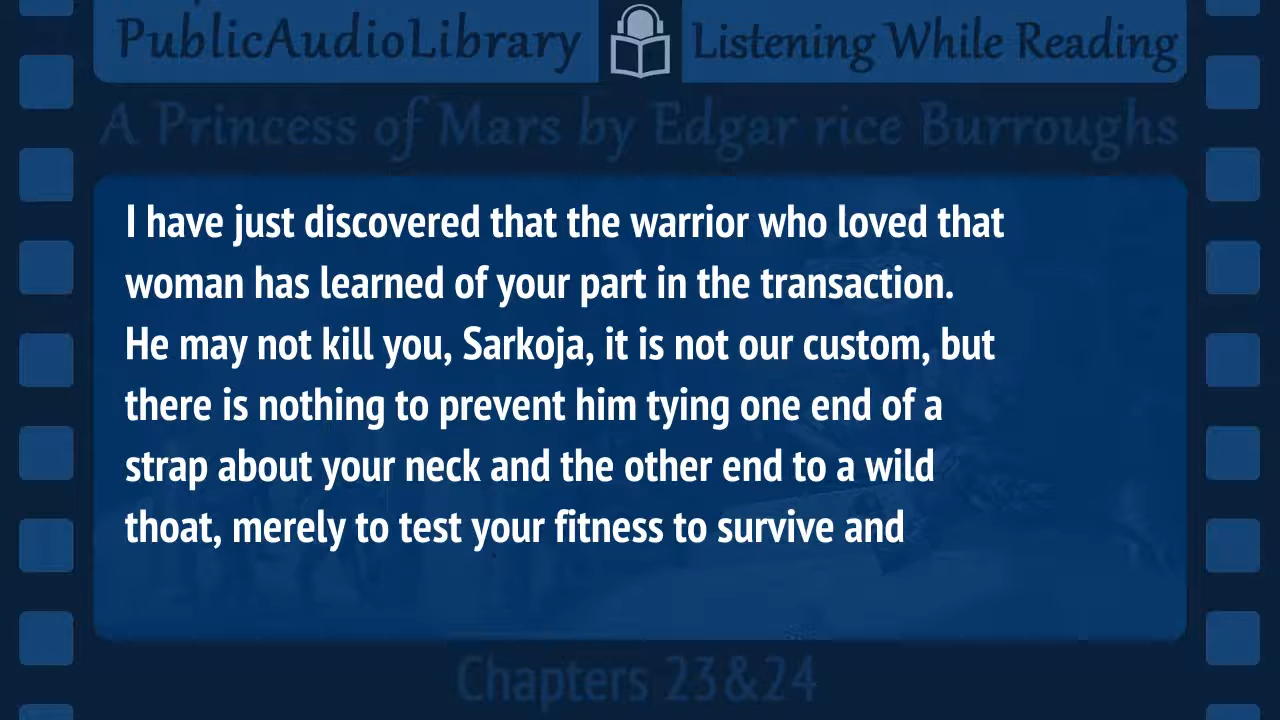 PublicAudioLibrary Listening While Reading
A Princess of Mars by Edgar rice Burroughs
I have just discovered that the warrior who loved that
woman has learned of your part in the transaction.
He may not kill you, Sarkoja, it is not our custom, but
there is nothing to prevent him tying one end of a
strap about your neck and the other end to a wild
thoat, merely to test your fitness to survive and
Chapters 23&24